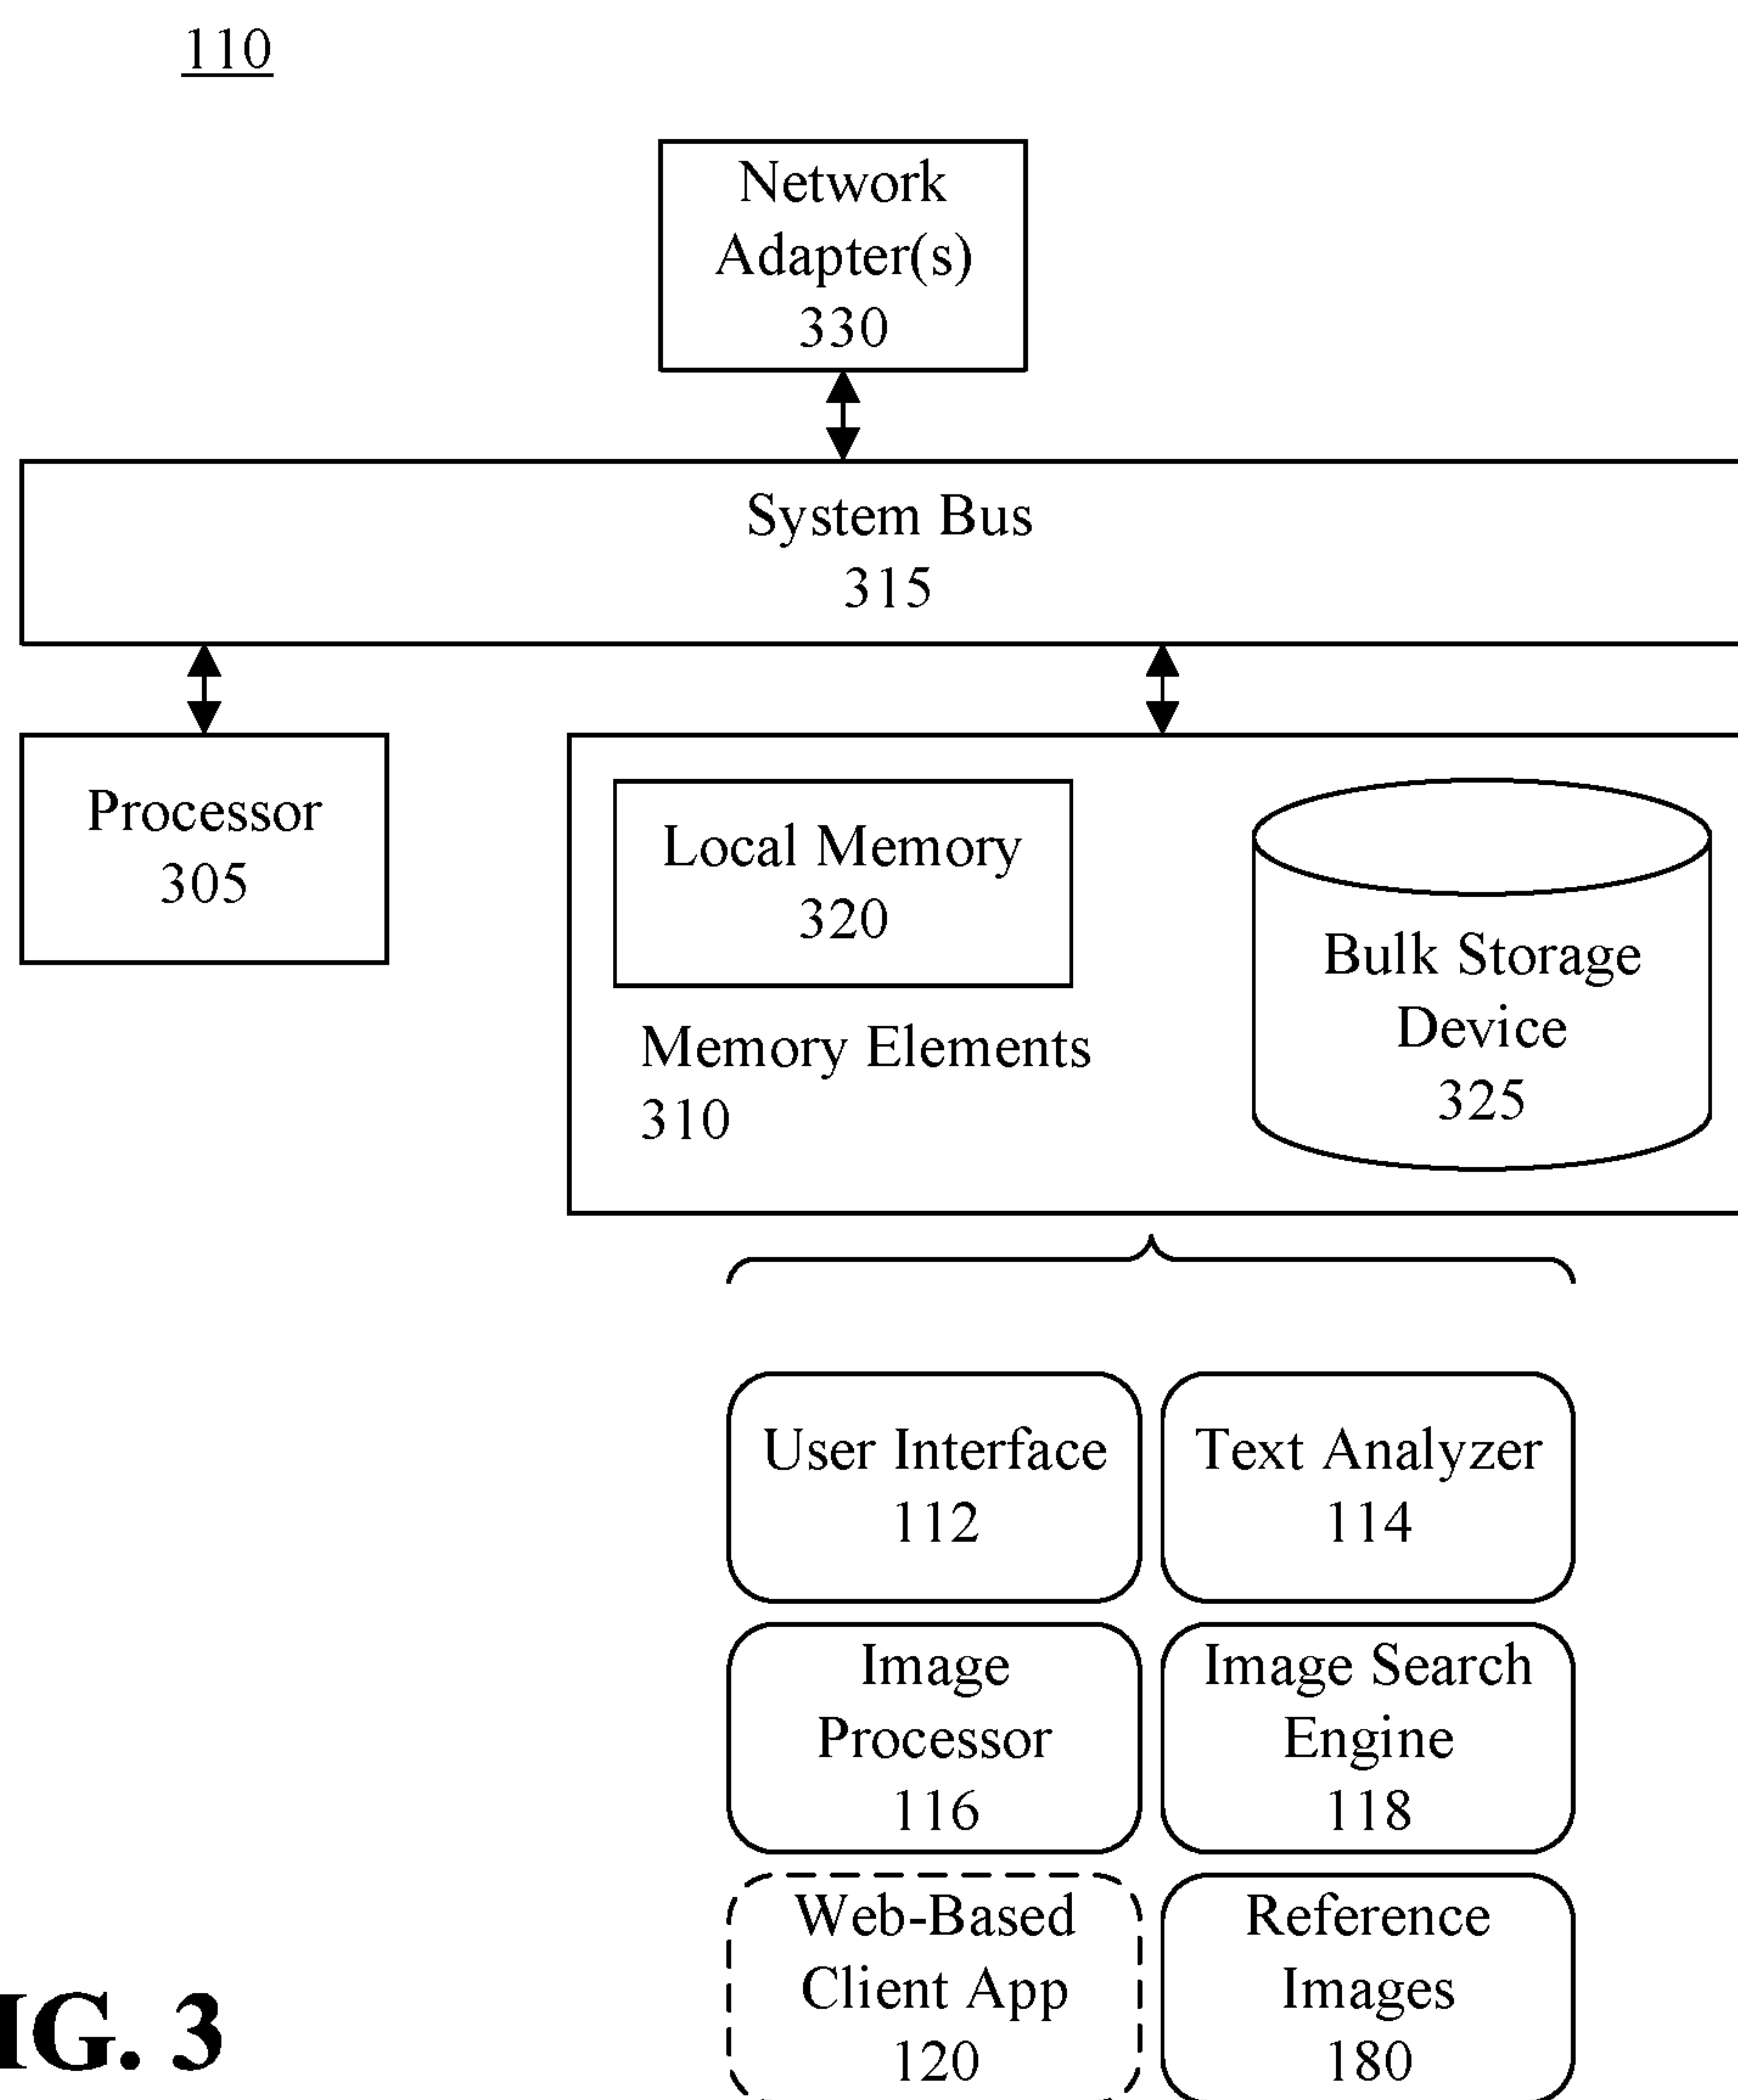 110
Network
Adapter(s)
330
System Bus
315
Processor
305
Local Memory
320
Memory Elements
310
Bulk Storage
Device
325
User Interface
112
Text Analyzer
114
Image
Processor
116
Image Search
Engine
118
Web-Based
Client App
120
Reference
Images
180
IG. 3